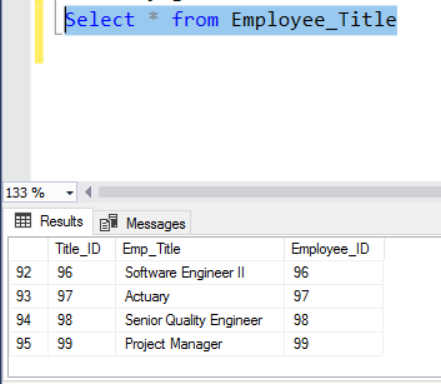 Select * from Employee_Title
133 %
Results Messages
Title_ID Emp_Title Employee_ID
92 96 Software Engineer II 96
93 97 Actuary 97
94 98 Senior Quality Engineer 98
95 99 Project Manager 99